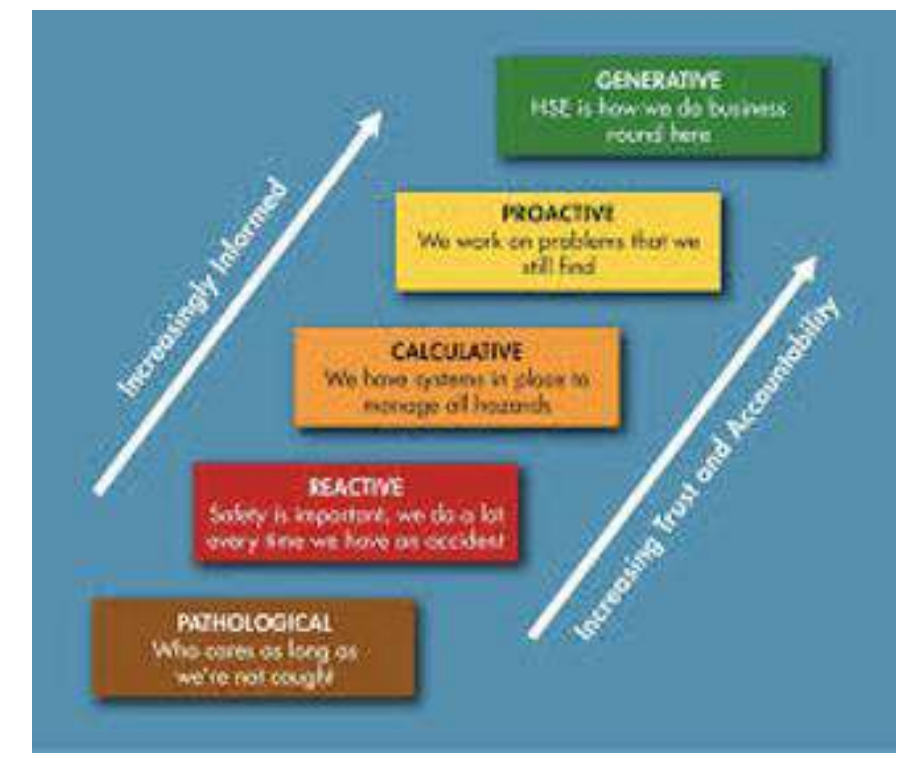 GENERATIVE
HSE is how we do business
round here
PROACTIVE
We work on problems that we
still find
Increasingly Informed
CALCULATIVE
We have systems in place to
manage all hazards
Increasing Trust and Accountability
REACTIVE
Safety is important, we do a lot
every time we have an accident
PATHOLOGICAL
Who cares as long as
we're not caught